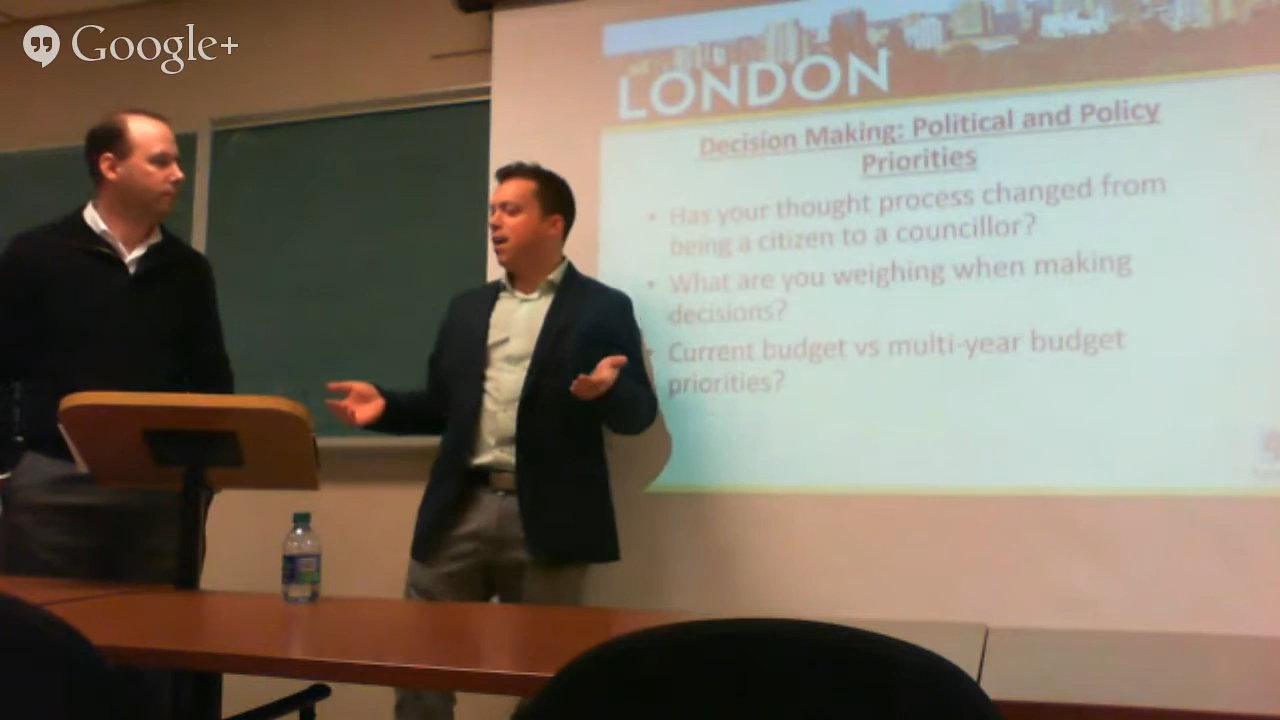 Google+
LONDON
Decision Making: Political and Policy
Priorities
• Has your thought process changed from
being a citizen to a councillor?
• What are you weighing when making
decisions?
• Current budget vs multi-year budget
priorities?